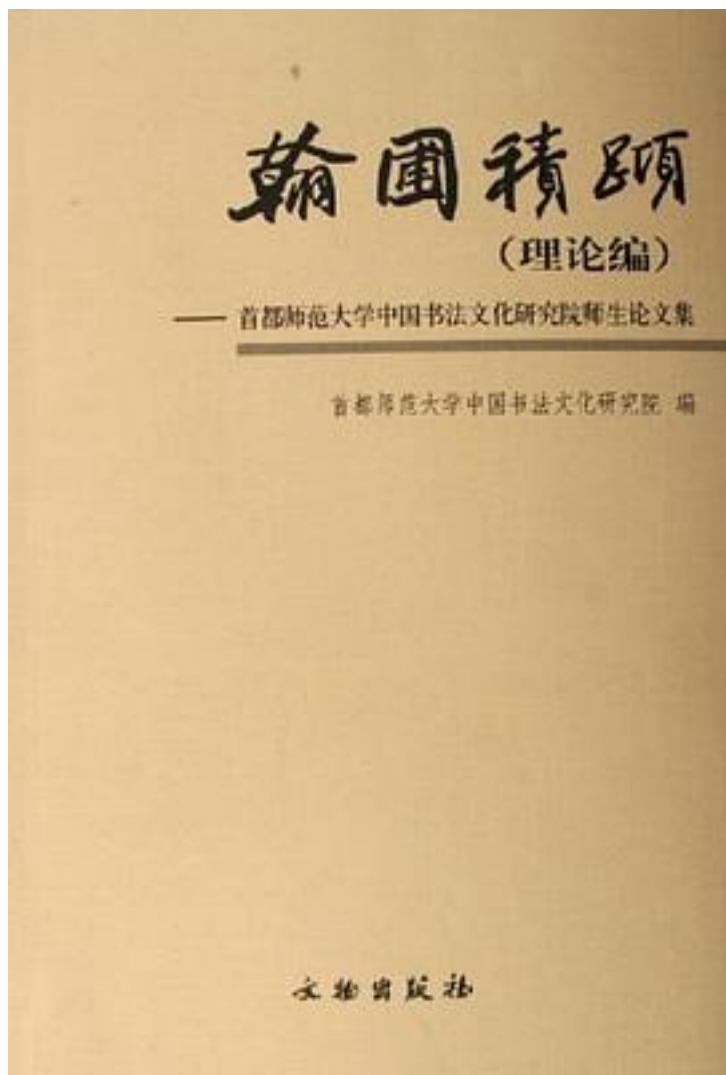 翰圃積蹞
（理论编）
——首都师范大学中国书法文化研究院师生论文集
首都师范大学中国书法文化研究院 编
文物出版社